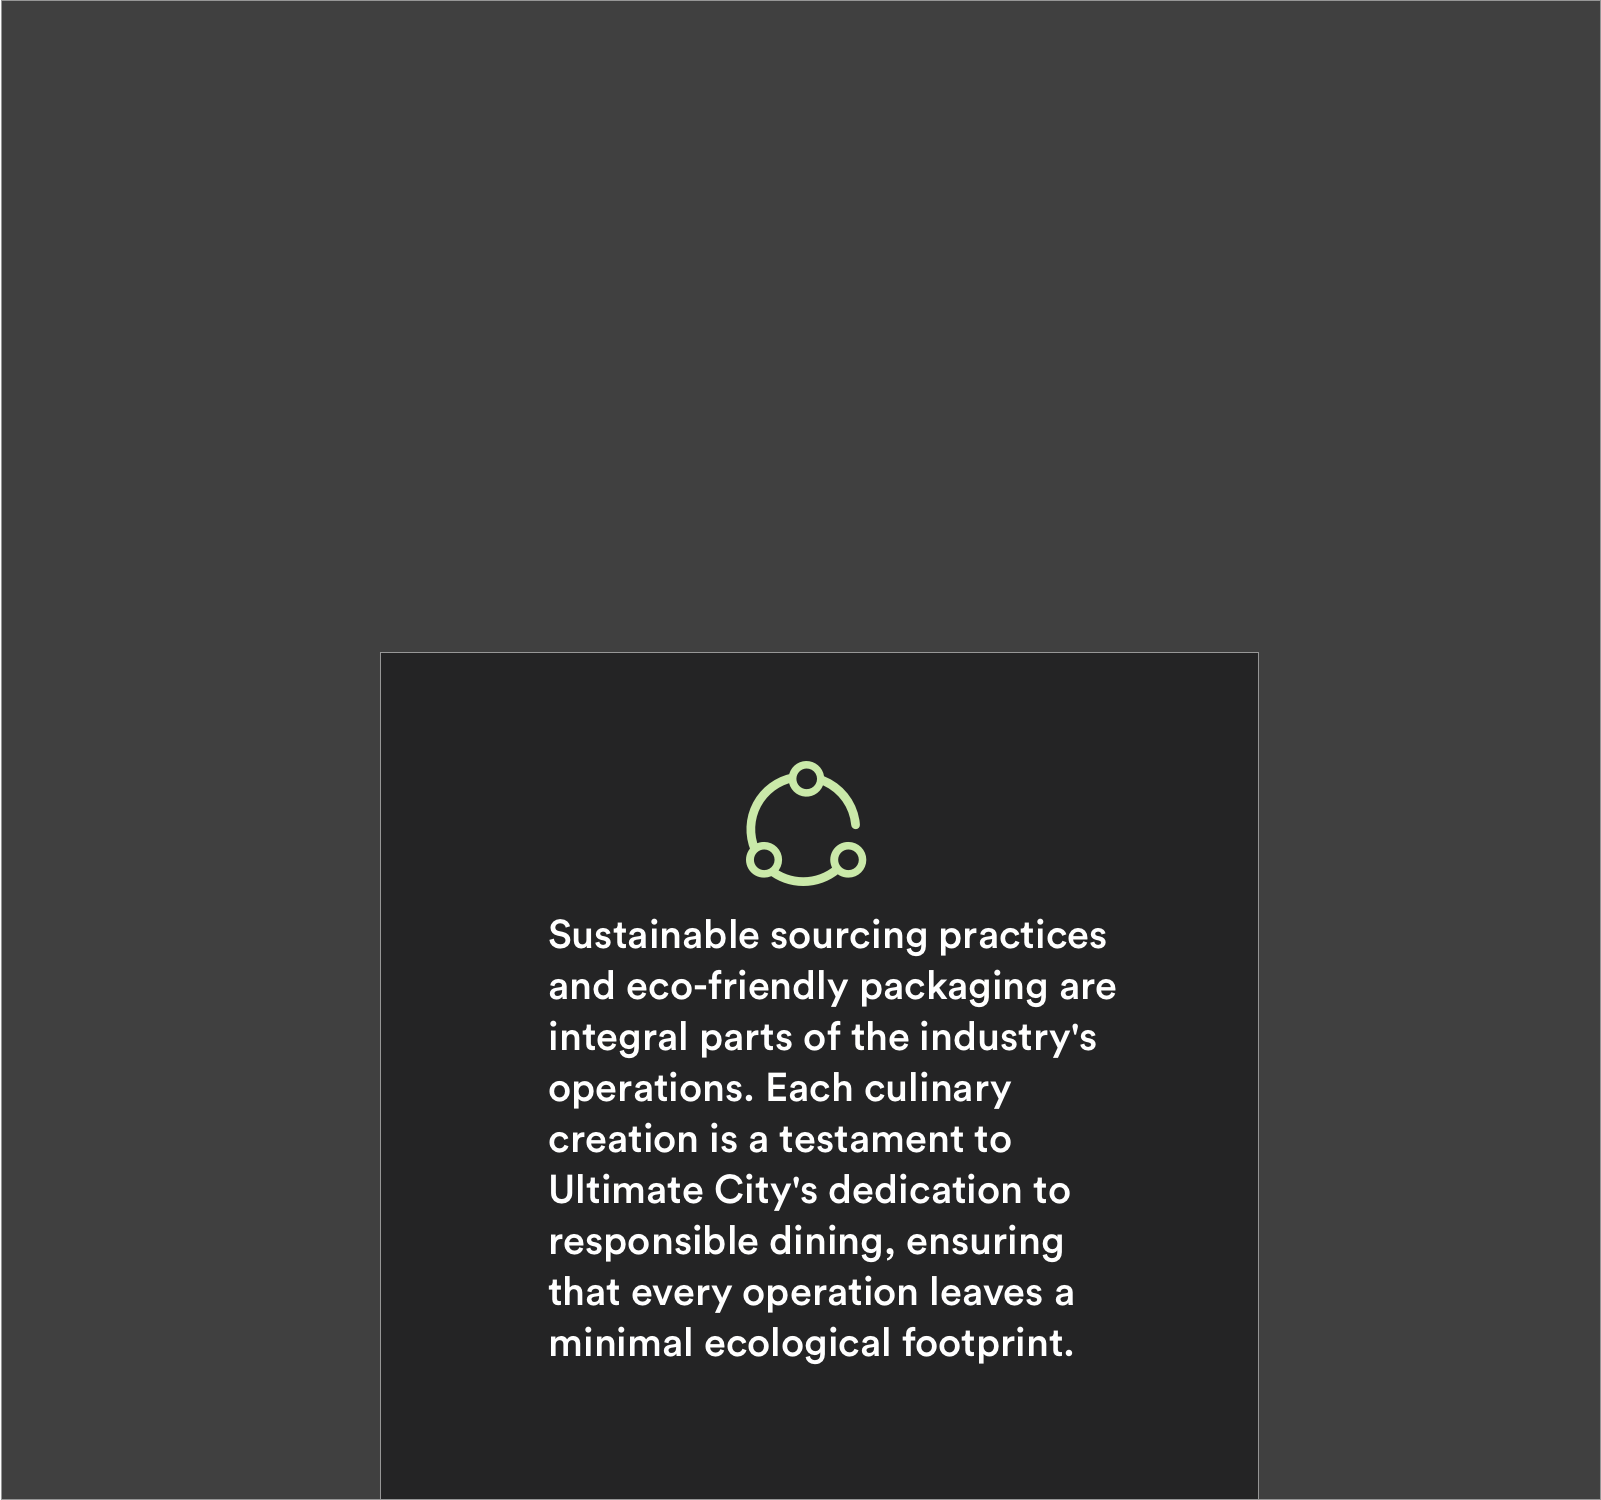 Sustainable sourcing practices
and eco-friendly packaging are
integral parts of the industry's
operations. Each culinary
creation is a testament to
Ultimate City's dedication to
responsible dining, ensuring
that every operation leaves a
minimal ecological footprint.